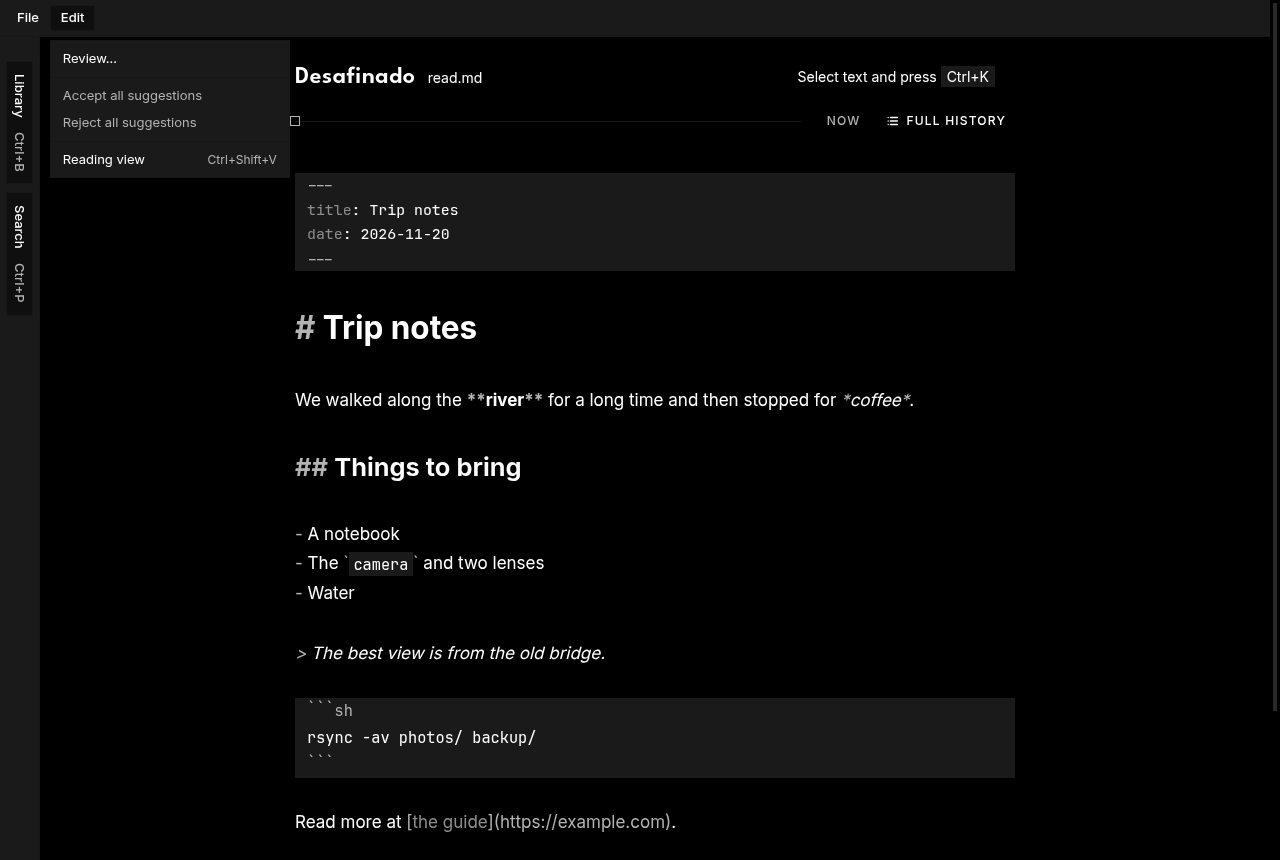 File Edit
Review...
Accept all suggestions
Reject all suggestions
Reading view Ctrl+Shift+V
Library Ctrl+B
Search Ctrl+P
Desafinado read.md Select text and press Ctrl+K
NOW FULL HISTORY
---
title: Trip notes
date: 2026-11-20
---
# Trip notes
We walked along the **river** for a long time and then stopped for *coffee*.
## Things to bring
- A notebook
- The `camera` and two lenses
- Water
> The best view is from the old bridge.
```sh
rsync -av photos/ backup/
```
Read more at [the guide](https://example.com).